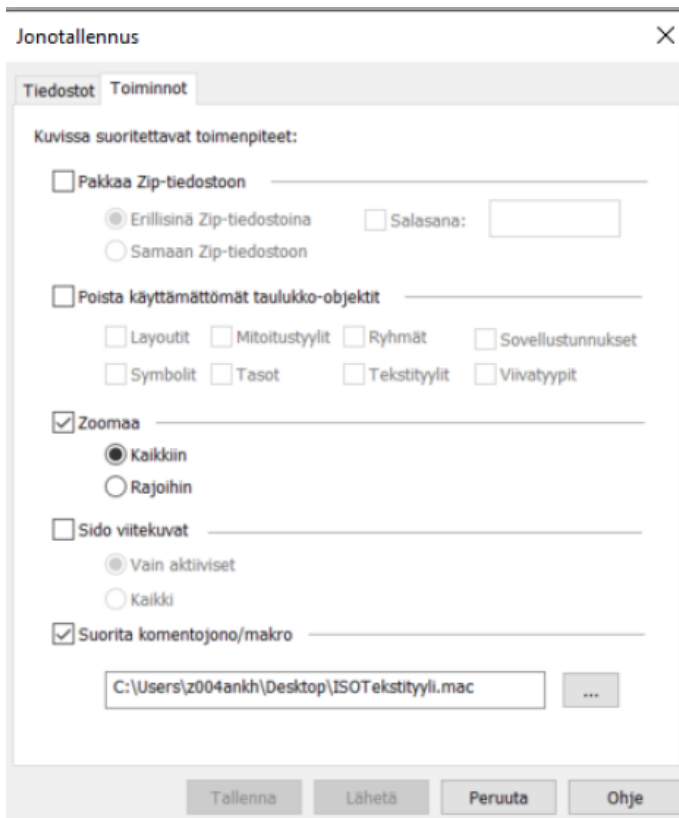 Jonotallennus
Tiedostot Toiminnot
Kuvissa suoritettavat toimenpiteet:
Pakkaa Zip-tiedostoon
Erillisinä Zip-tiedostoina Salasana:
Samaan Zip-tiedostoon
Poista käyttämättömät taulukko-objektit
Layoutit Mitoitustyylit Ryhmät Sovellustunnukset
Symbolit Tasot Tekstityylit Viivatyypit
Zoomaa
Kaikkiin
Rajoihin
Sido viitekuvat
Vain aktiiviset
Kaikki
Suorita komentojono/makro
C:\Users\z004ankh\Desktop\ISOTekstityyli.mac ...
Tallenna Lähetä Peruuta Ohje